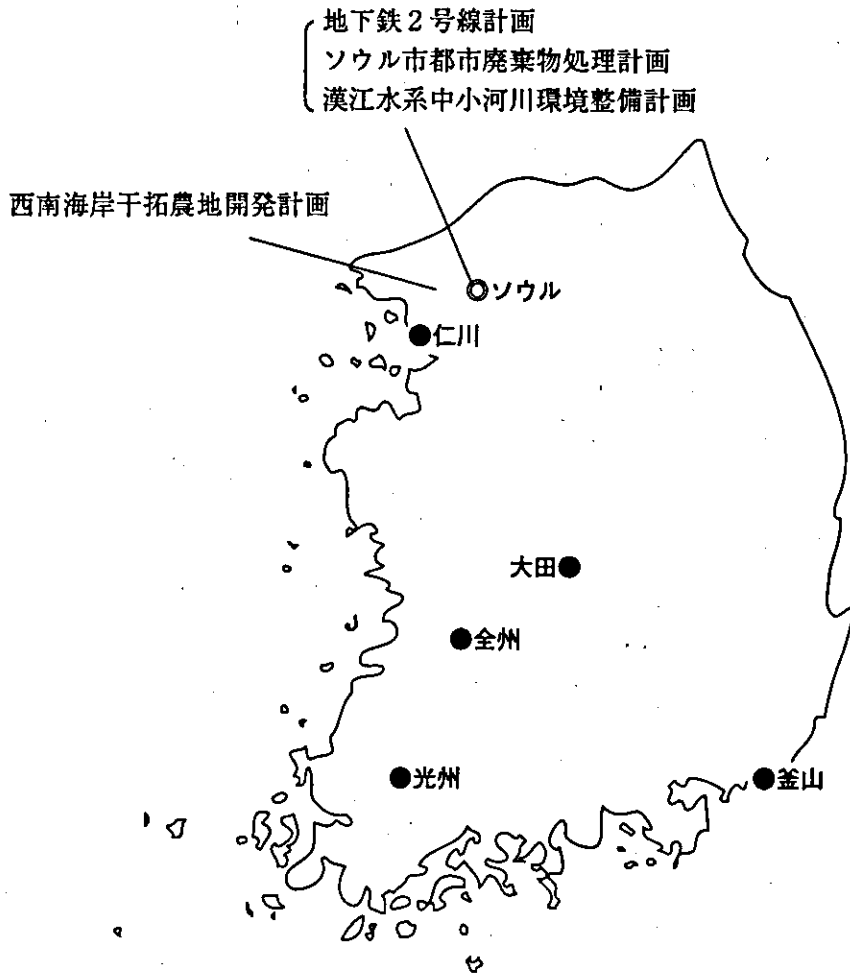 地下鉄2号線計画
ソウル市都市廃棄物処理計画
漢江水系中小河川環境整備計画
西南海岸干拓農地開発計画
ソウル
仁川
大田
全州
光州
釜山